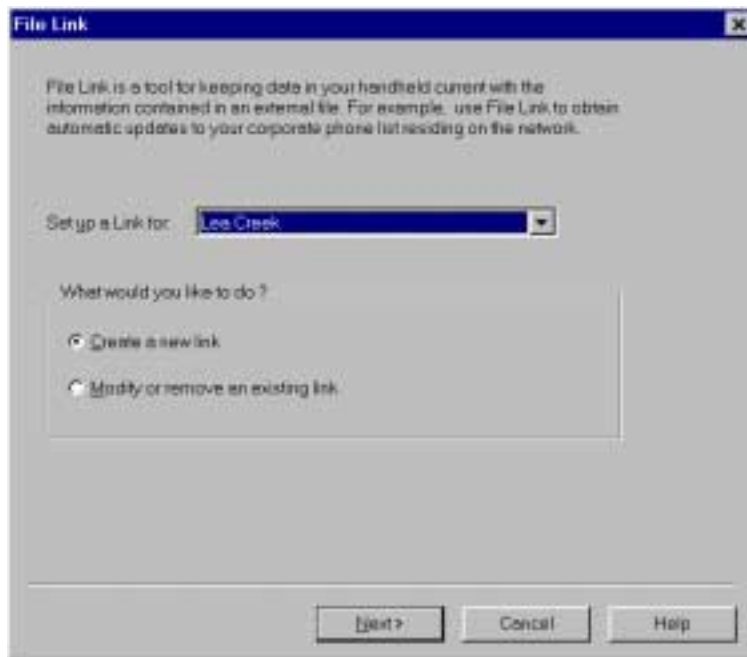 File Link
File Link is a tool for keeping data in your handheld current with the
information contained in an external file. For example, use File Link to obtain
automatic updates to your corporate phone list residing on the network.
Set up a Link for: Lee Creek
What would you like to do ?
Create a new link
Modify or remove an existing link
Next > Cancel Help